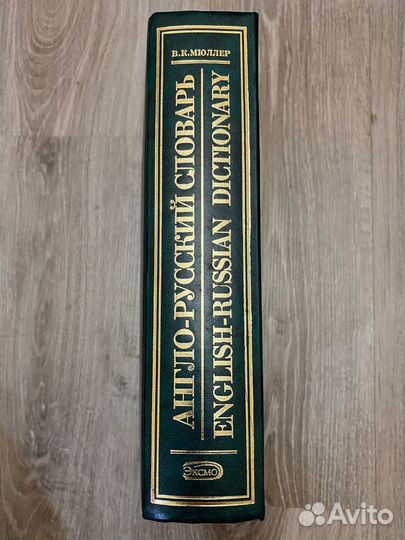 В.К.МЮЛЛЕР
АНГЛО-РУССКИЙ СЛОВАРЬ
ENGLISH-RUSSIAN DICTIONARY
ЭКСМО
Avito